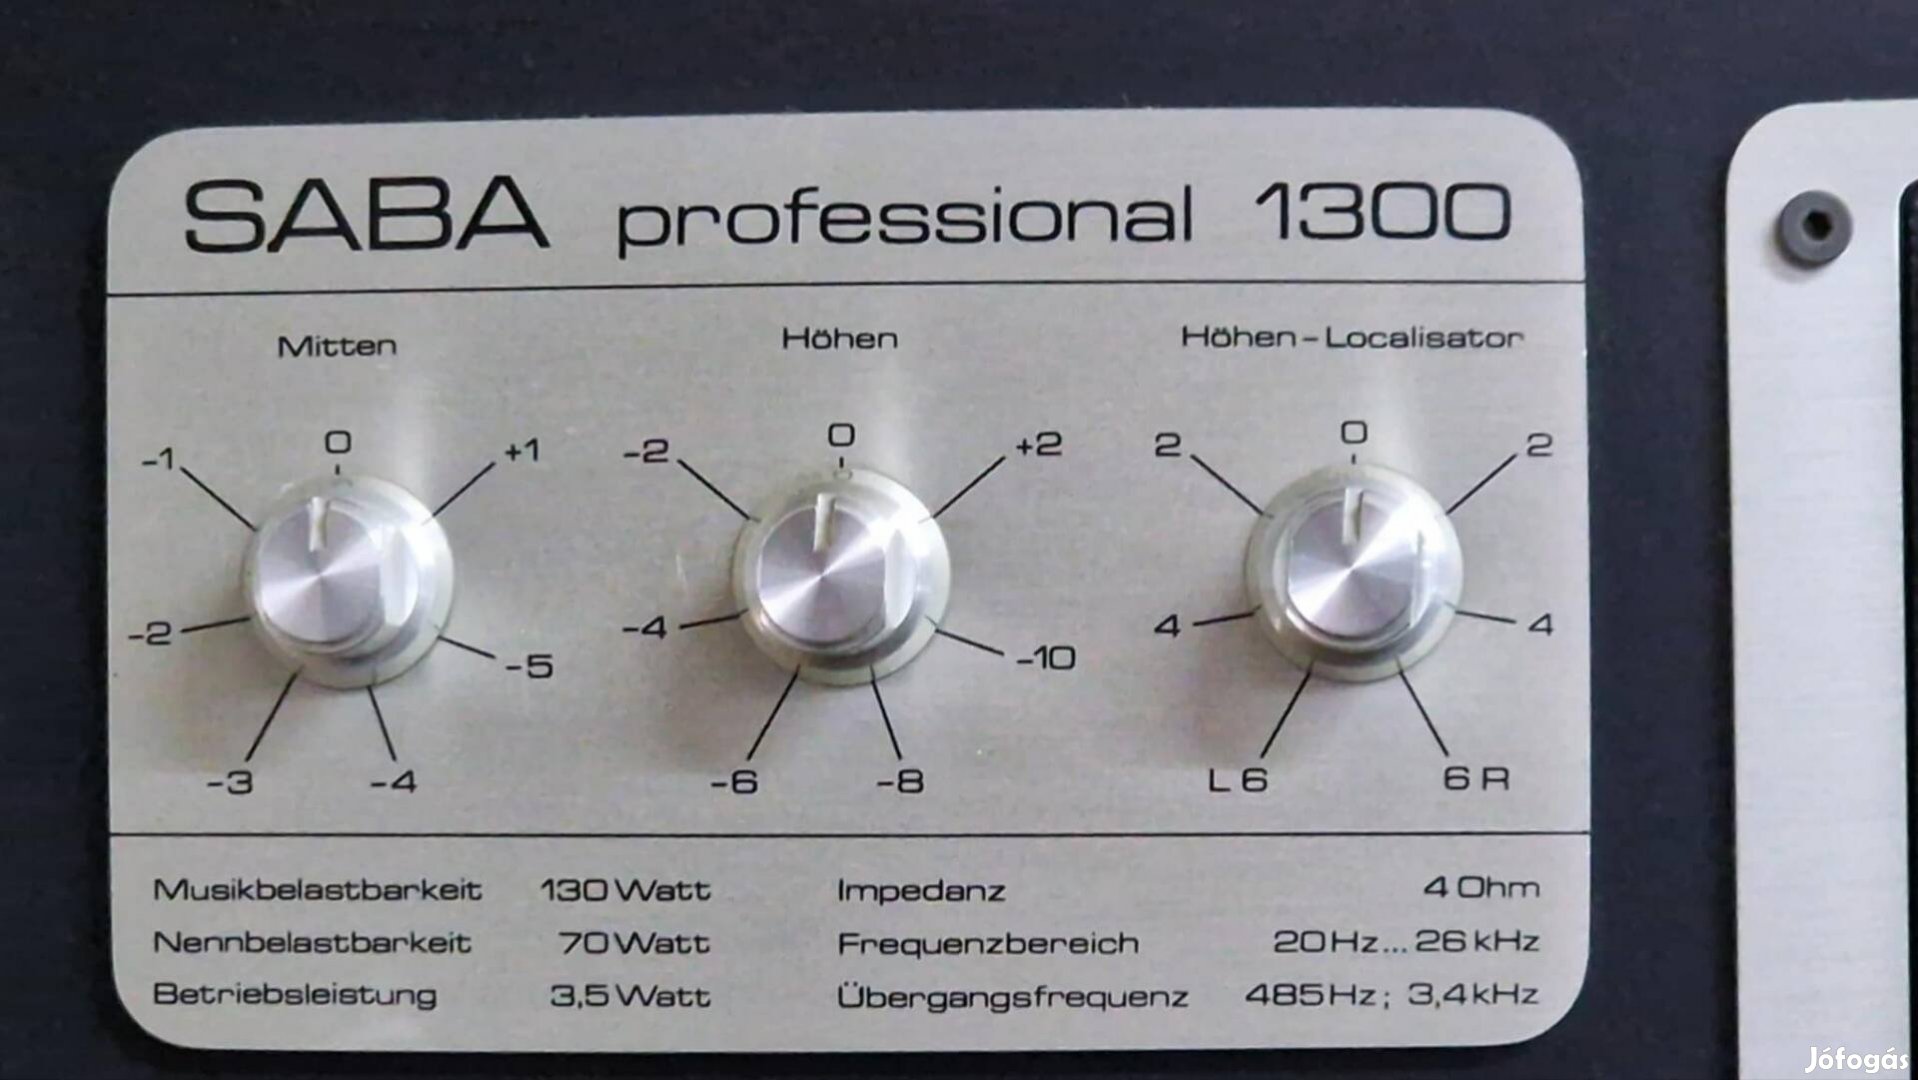 SABA professional 1300
Mitten Höhen Höhen-Localisator
-1 0 +1 -2 0 +2 2 0 2
-2 -5 -4 -10 4 4
-3 -4 -6 -8 L 6 6 R
Musikbelastbarkeit 130 Watt Impedanz 4 Ohm
Nennbelastbarkeit 70 Watt Frequenzbereich 20 Hz... 26 kHz
Betriebsleistung 3,5 Watt Übergangsfrequenz 485 Hz; 3,4 kHz
Jófogás